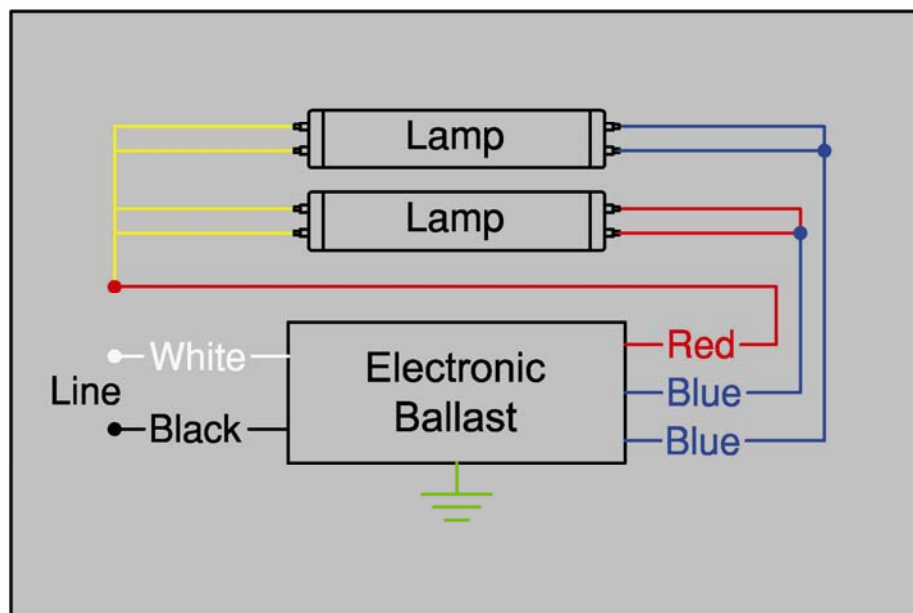 Lamp
Lamp
Red
White
Electronic
Ballast
Line
Blue
Black
Blue